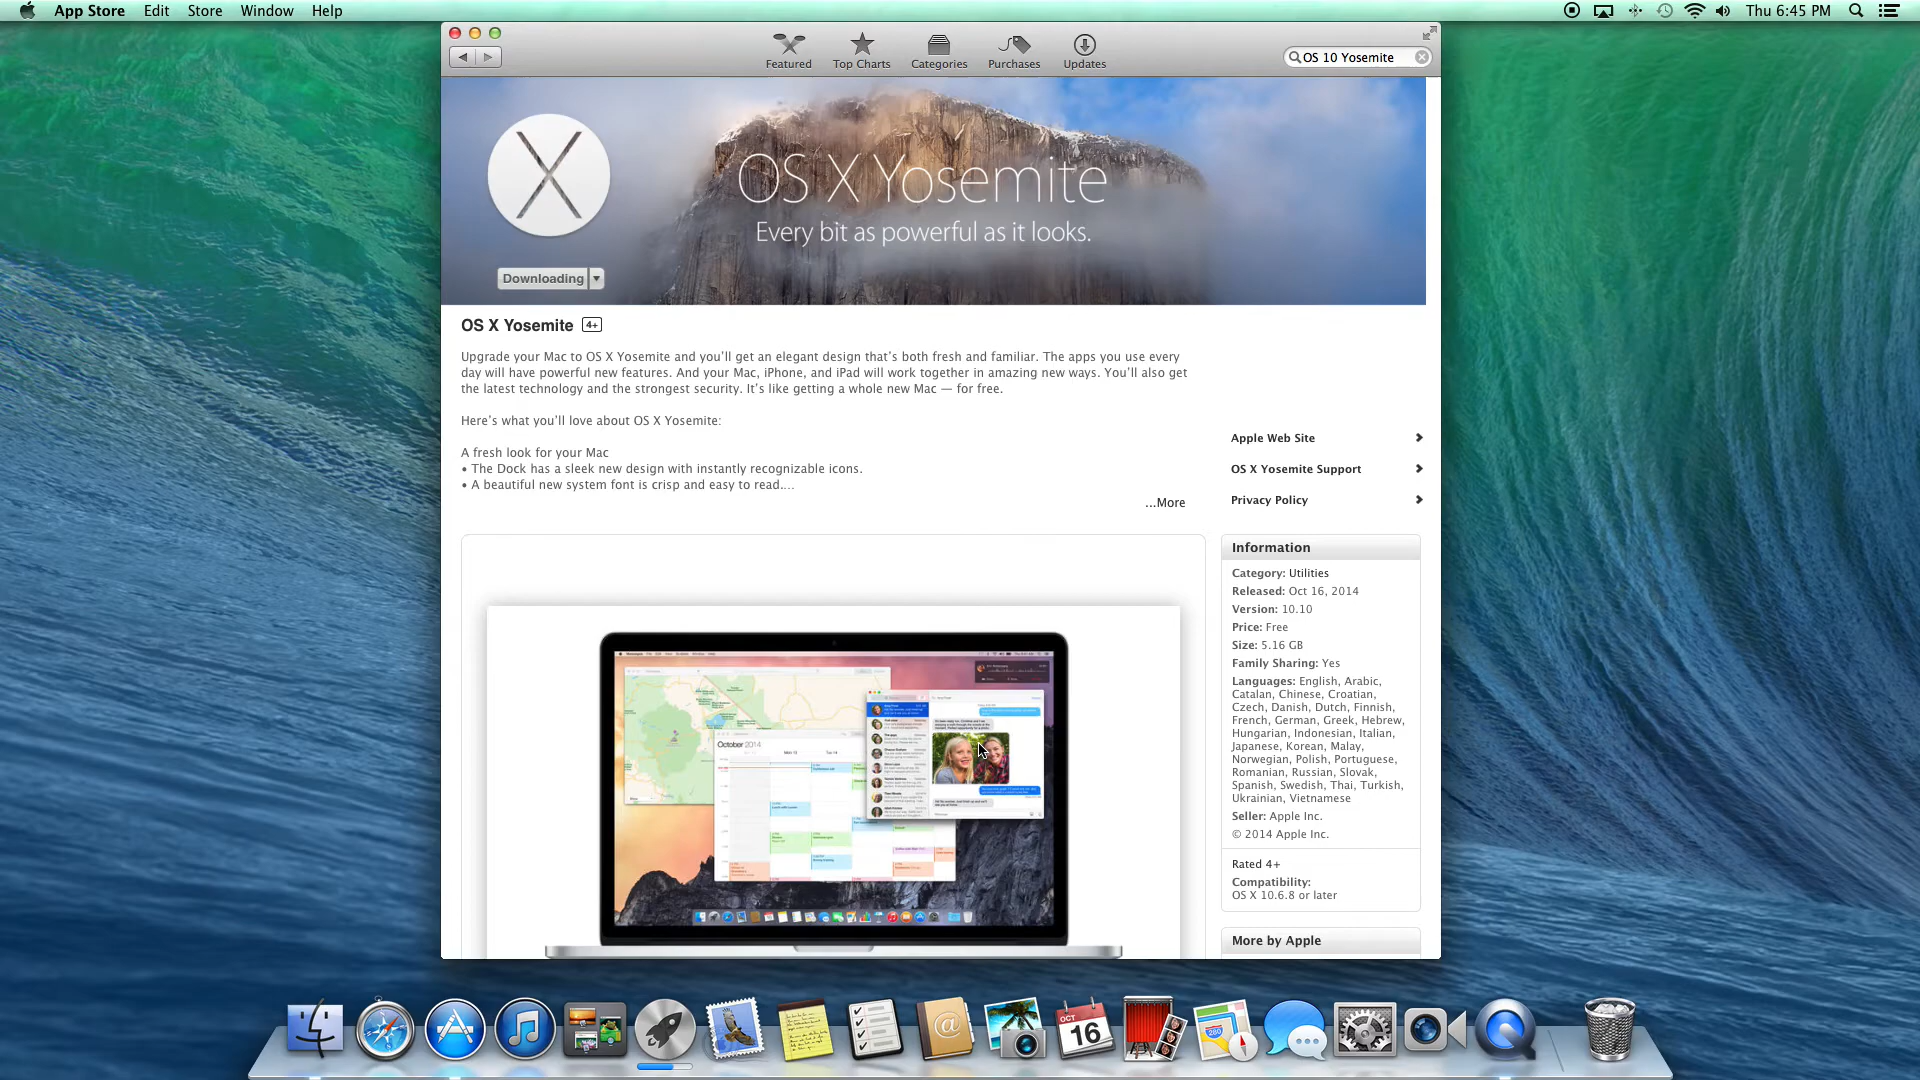 App Store Edit Store Window Help
Thu 6:45 PM
Featured
Top Charts
Categories
Purchases
Updates
OS 10 Yosemite
OS X Yosemite
Every bit as powerful as it looks.
Downloading
OS X Yosemite 4+
Upgrade your Mac to OS X Yosemite and you'll get an elegant design that's both fresh and familiar. The apps you use every
day will have powerful new features. And your Mac, iPhone, and iPad will work together in amazing new ways. You'll also get
the latest technology and the strongest security. It's like getting a whole new Mac — for free.
Here's what you'll love about OS X Yosemite:
A fresh look for your Mac
• The Dock has a sleek new design with instantly recognizable icons.
• A beautiful new system font is crisp and easy to read.…
...More
Apple Web Site
OS X Yosemite Support
Privacy Policy
Information
Category: Utilities
Released: Oct 16, 2014
Version: 10.10
Price: Free
Size: 5.16 GB
Family Sharing: Yes
Languages: English, Arabic,
Catalan, Chinese, Croatian,
Czech, Danish, Dutch, Finnish,
French, German, Greek, Hebrew,
Hungarian, Indonesian, Italian,
Japanese, Korean, Malay,
Norwegian, Polish, Portuguese,
Romanian, Russian, Slovak,
Spanish, Swedish, Thai, Turkish,
Ukrainian, Vietnamese
Seller: Apple Inc.
© 2014 Apple Inc.
Rated 4+
Compatibility:
OS X 10.6.8 or later
More by Apple
October 2014
OCT
16
280